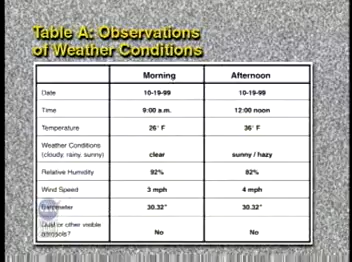 Table A: Observations
of Weather Conditions
Morning Afternoon
Date 10-19-99 10-19-99
Time 9:00 a.m. 12:00 noon
Temperature 26° F 36° F
Weather Conditions
(cloudy, rainy, sunny) clear sunny / hazy
Relative Humidity 92% 82%
Wind Speed 3 mph 4 mph
Barometer 30.32" 30.32"
Dust or other visible
aerosols? No No